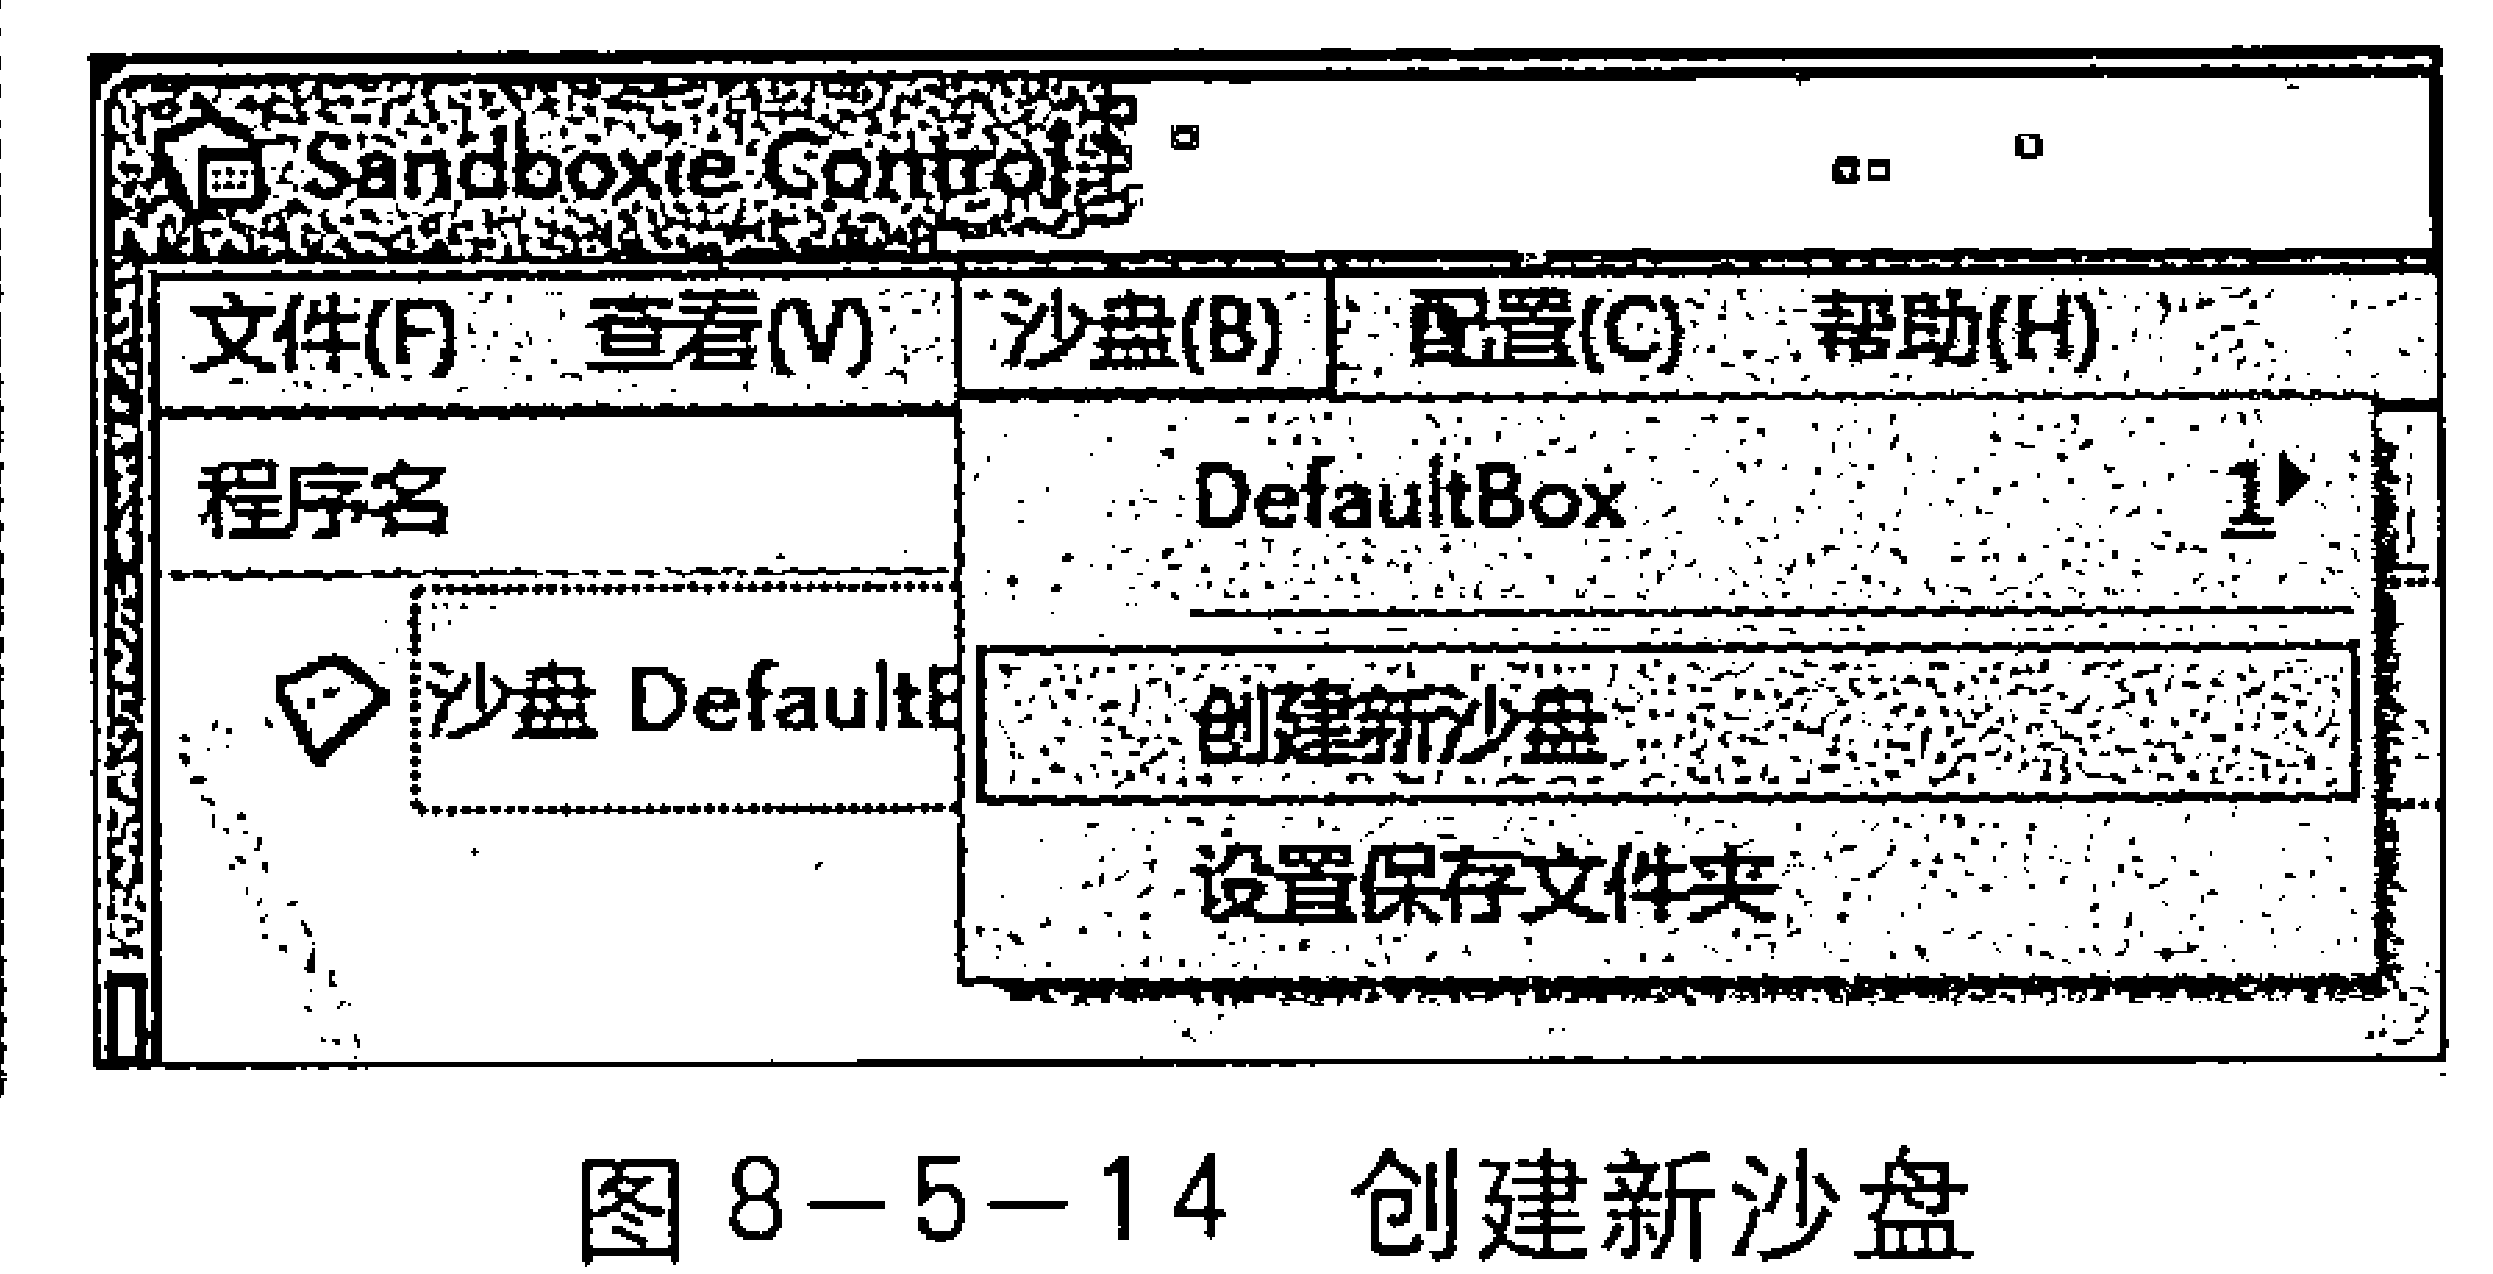 Sandboxie Control
文件(F) 查看(V) 沙盘(B) 配置(C) 帮助(H)
程序名
DefaultBox 1
沙盘 Default
创建新沙盘
设置保存文件夹
图 8-5-14 创建新沙盘